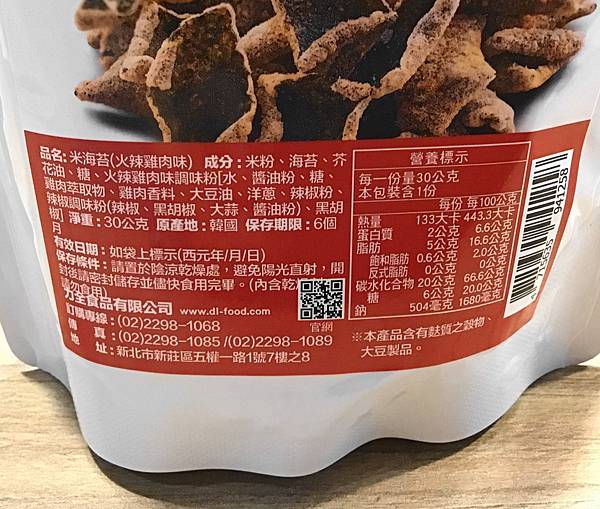 品名: 米海苔(火辣雞肉味) 成分: 米粉、海苔、芥
花油、糖、火辣雞肉味調味粉[水、醬油粉、糖、
雞肉萃取物、雞肉香料、大豆油、洋蔥、辣椒粉、
辣椒調味粉(辣椒、黑胡椒、大蒜、醬油粉)、黑胡
椒] 淨重: 30公克 原產地: 韓國 保存期限: 6個
月
有效日期: 如袋上標示(西元年/月/日)
保存條件: 請置於陰涼乾燥處，避免陽光直射，開
封後請密封儲存並儘快食用完畢。(內含乾
請勿食用)
力全食品有限公司 www.dl-food.com
訂購專線: (02)2298-1068
傳 真: (02)2298-1085 /(02)2298-1089
地 址: 新北市新莊區五權一路1號7樓之8
官網
營養標示
每一份量30公克
本包裝含1份
每份 每100公克
熱量 133大卡 443.3大卡
蛋白質 2公克 6.6公克
脂肪 5公克 16.6公克
飽和脂肪 0.6公克 2.0公克
反式脂肪 0公克 0公克
碳水化合物 20公克 66.6公克
糖 6公克 20.0公克
鈉 504毫克 1680毫克
※本產品含有麩質之穀物、
大豆製品。
941258